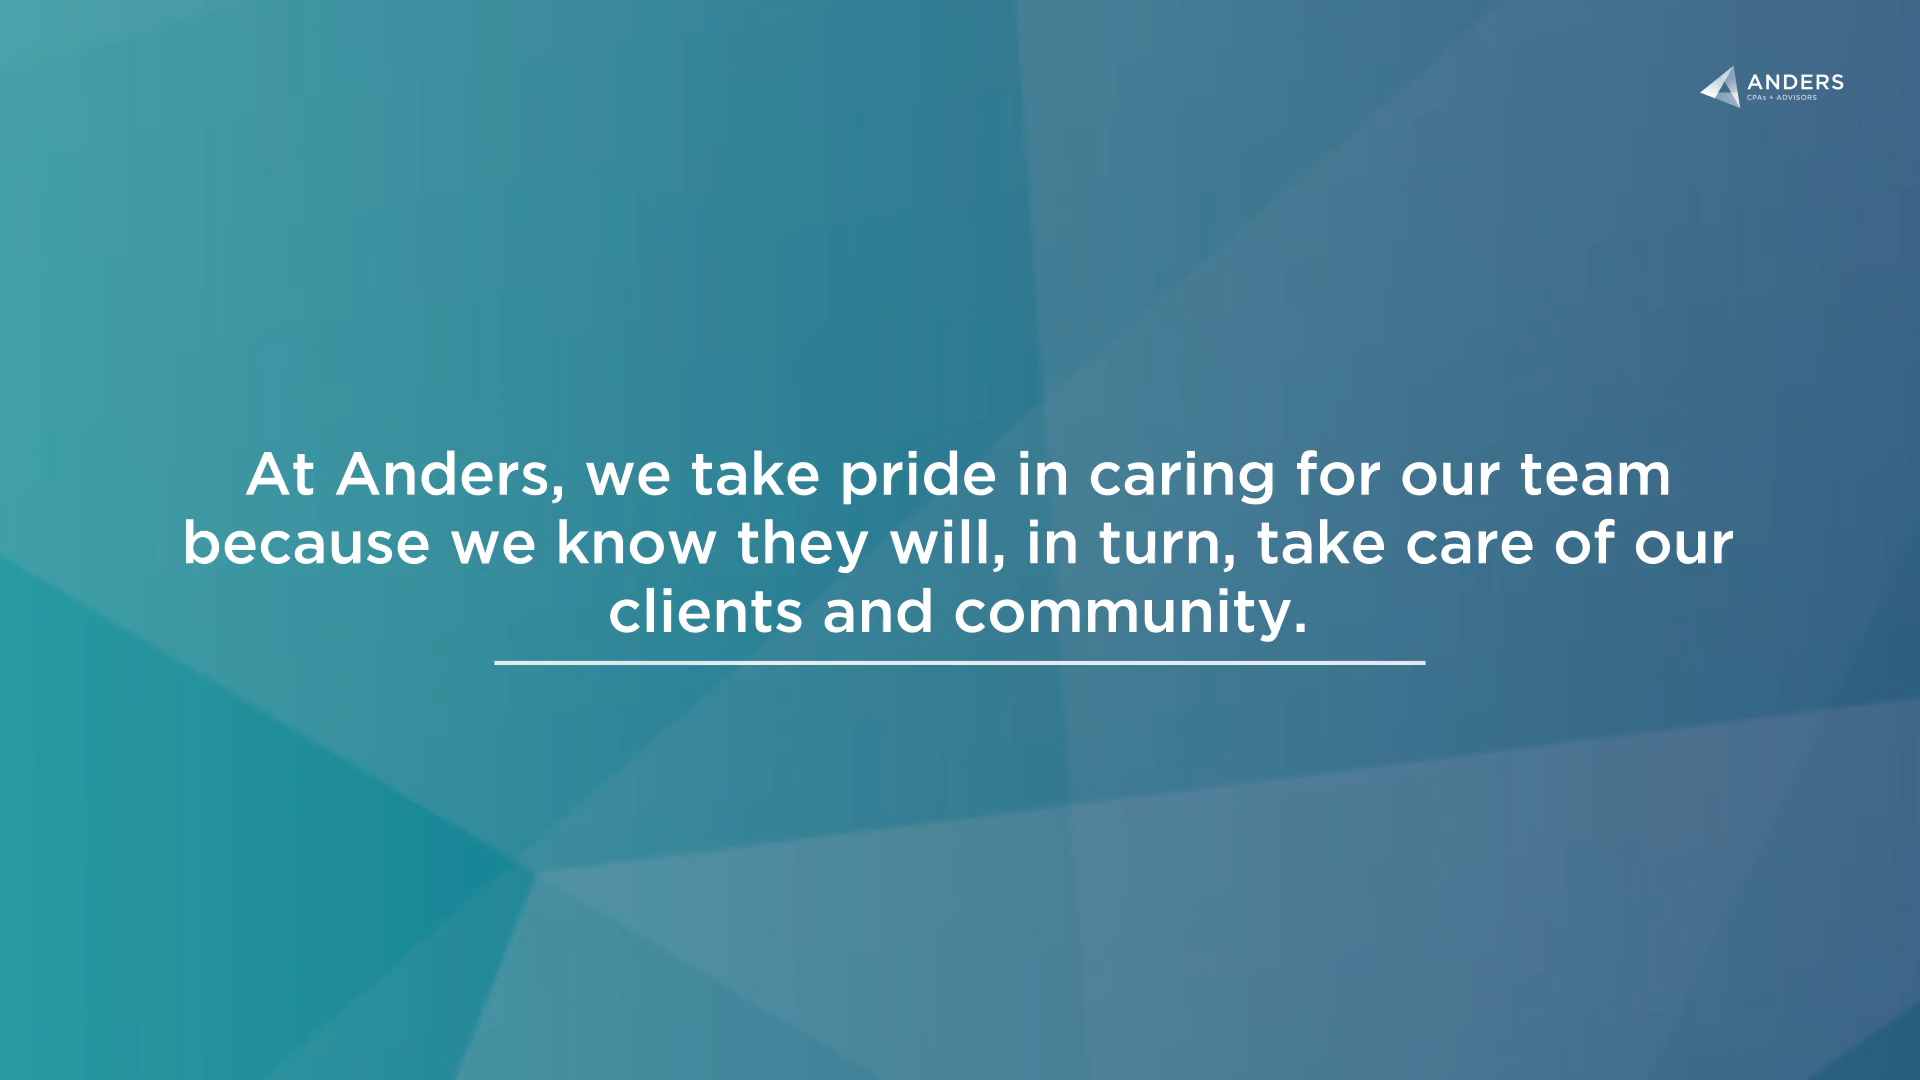 ANDERS
CPAs + ADVISORS
At Anders, we take pride in caring for our team
because we know they will, in turn, take care of our
clients and community.